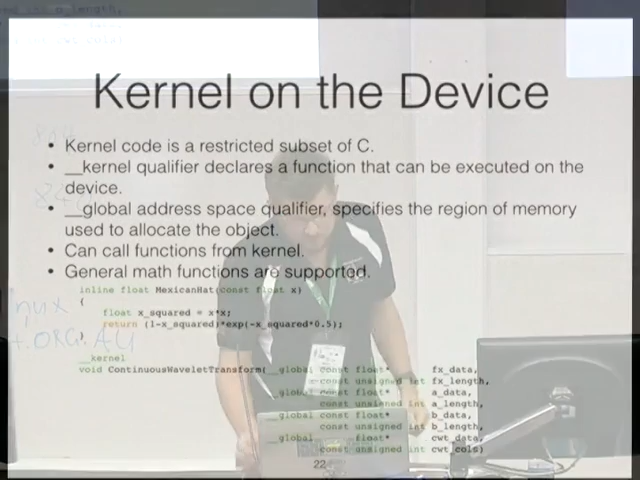 Kernel on the Device
• Kernel code is a restricted subset of C.
• __kernel qualifier declares a function that can be executed on the
device.
• __global address space qualifier, specifies the region of memory
used to allocate the object.
• Can call functions from kernel.
• General math functions are supported.
inline float MexicanHat(const float x)
{
float x_squared = x*x;
return (1-x_squared)*exp(-x_squared*0.5);
}
__kernel
void ContinuousWaveletTransform(__global const float* fx_data,
const unsigned int fx_length,
__global const float* a_data,
const unsigned int a_length,
__global const float* b_data,
const unsigned int b_length,
__global float* cwt_data,
const unsigned int cwt_cols)
22